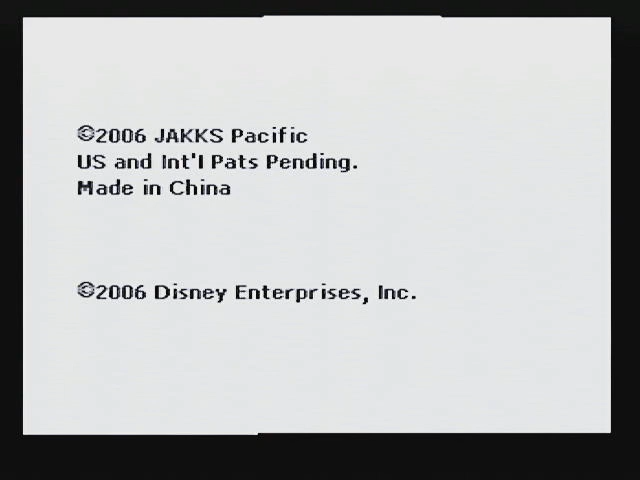 ©2006 JAKKS Pacific
US and Int'l Pats Pending.
Made in China
©2006 Disney Enterprises, Inc.